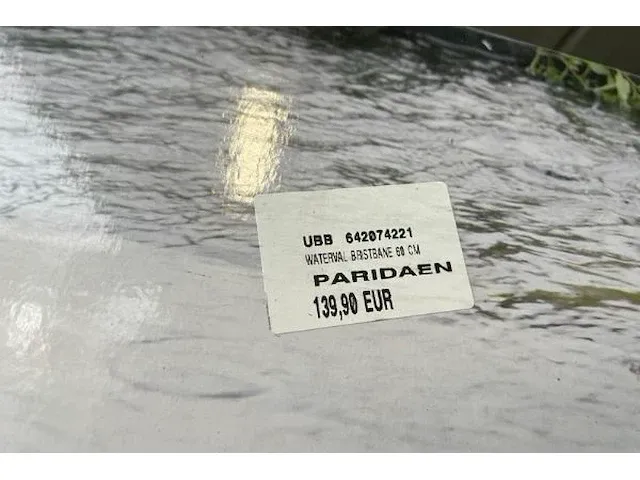 UBB 642074221
WATERVAL BRISTBANE 60 CM
PARIDAEN
139,90 EUR